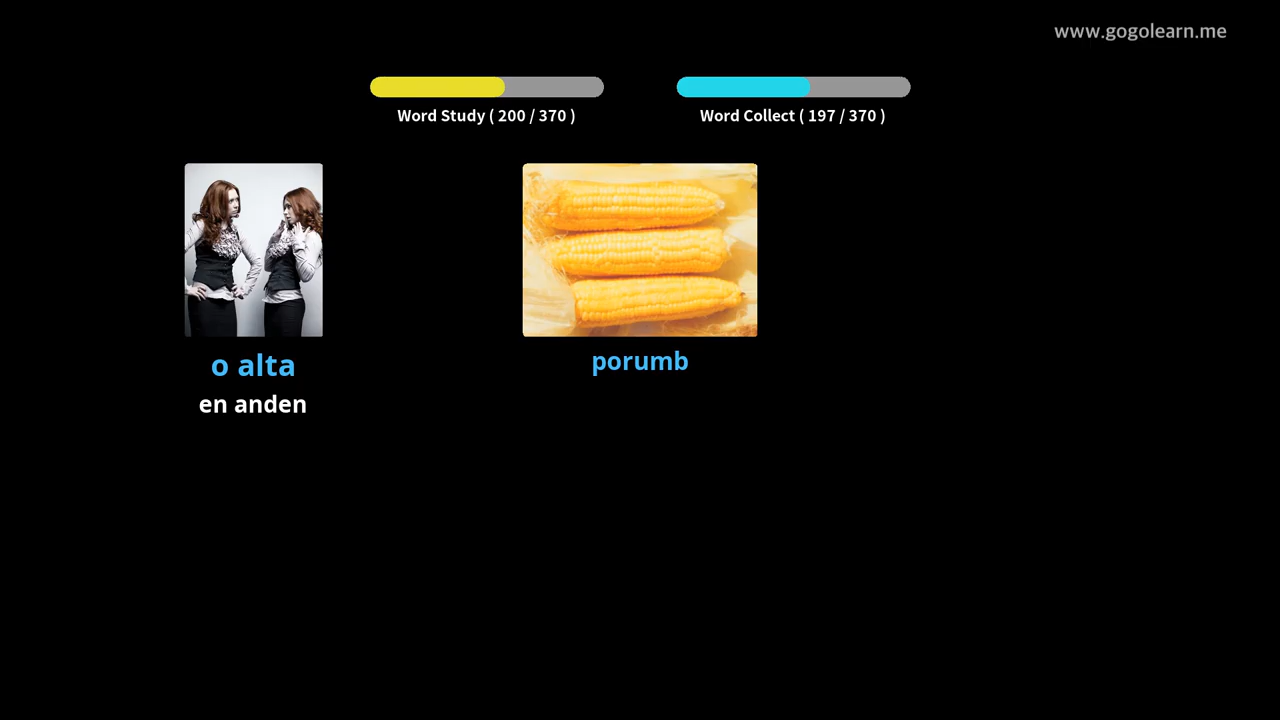 www.gogolearn.me
Word Study ( 200 / 370 )
Word Collect ( 197 / 370 )
o alta
en anden
porumb